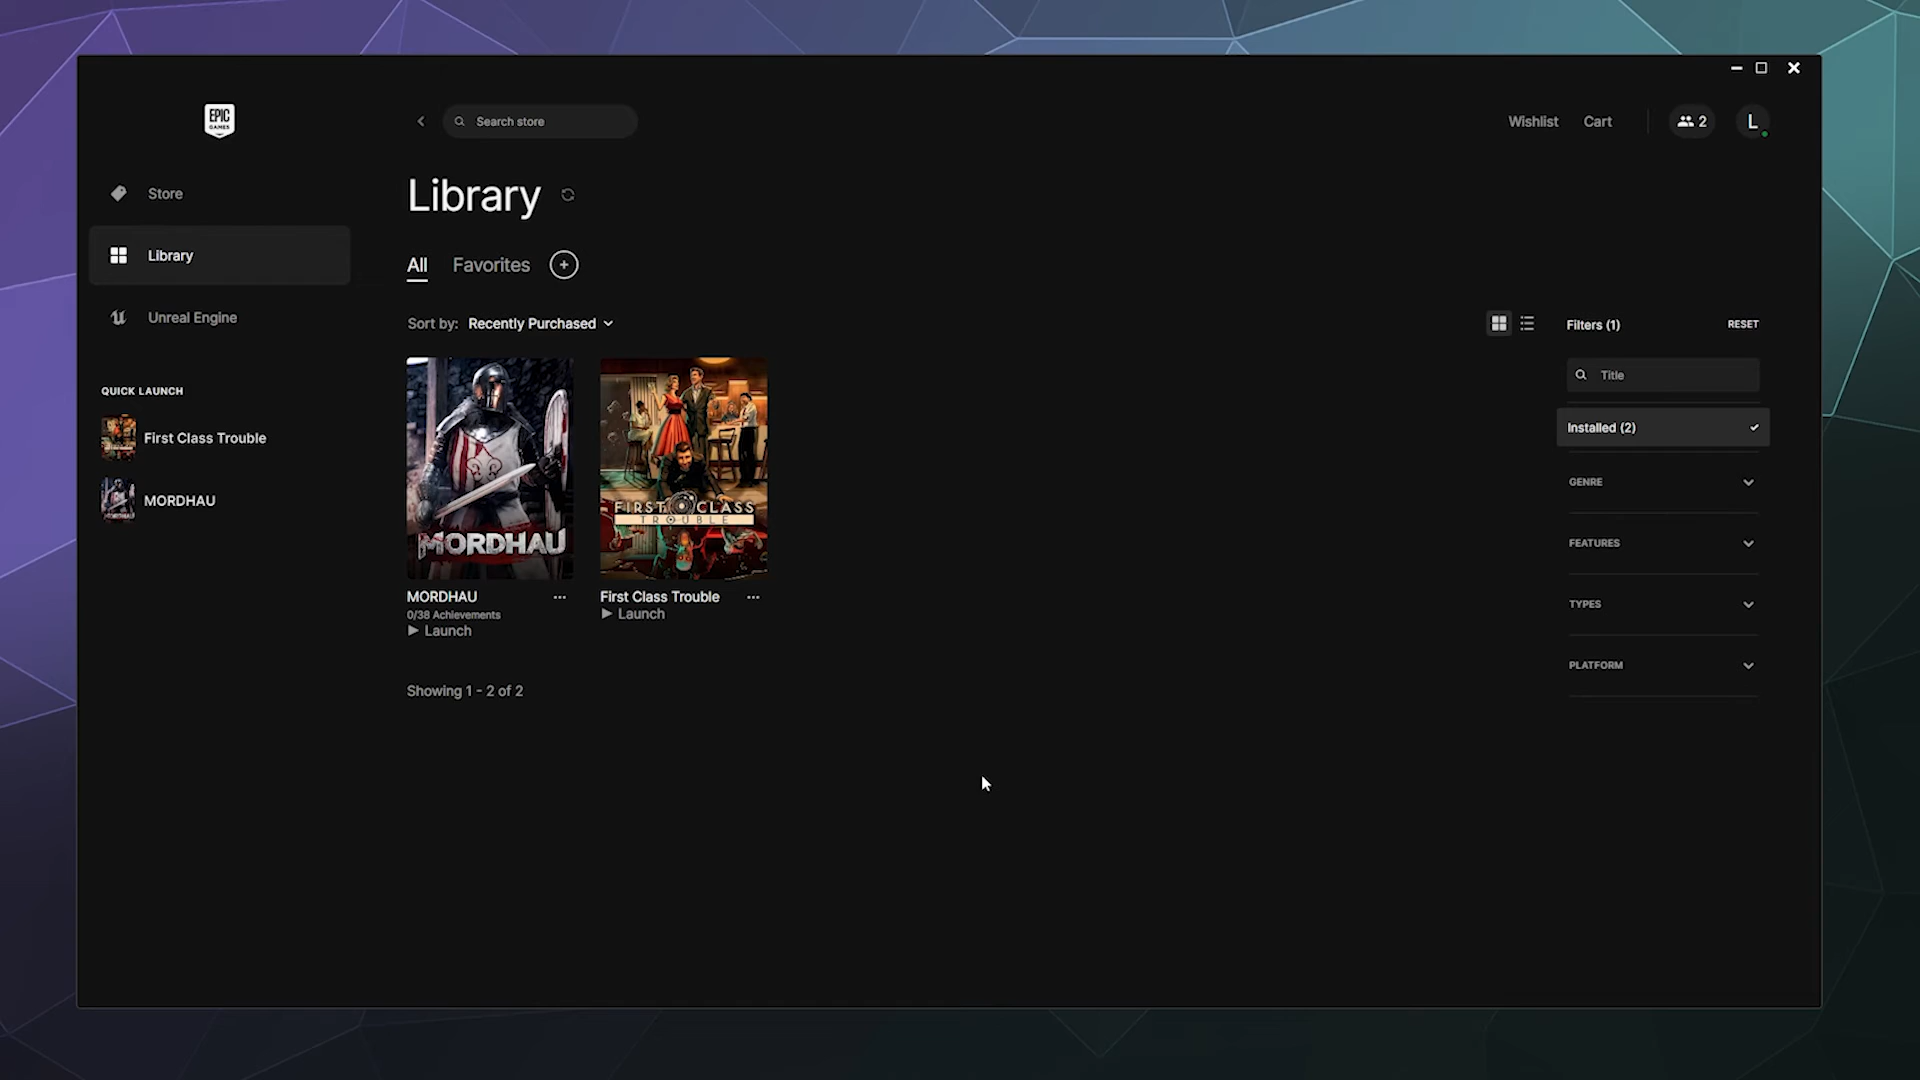 EPIC
GAMES
Search store
Wishlist
Cart
2
L
Store
Library
Unreal Engine
QUICK LAUNCH
First Class Trouble
MORDHAU
Library
All
Favorites
Sort by: Recently Purchased
MORDHAU
FIRST CLASS
TROUBLE
MORDHAU
0/38 Achievements
Launch
First Class Trouble
Launch
Showing 1 - 2 of 2
Filters (1)
RESET
Title
Installed (2)
GENRE
FEATURES
TYPES
PLATFORM